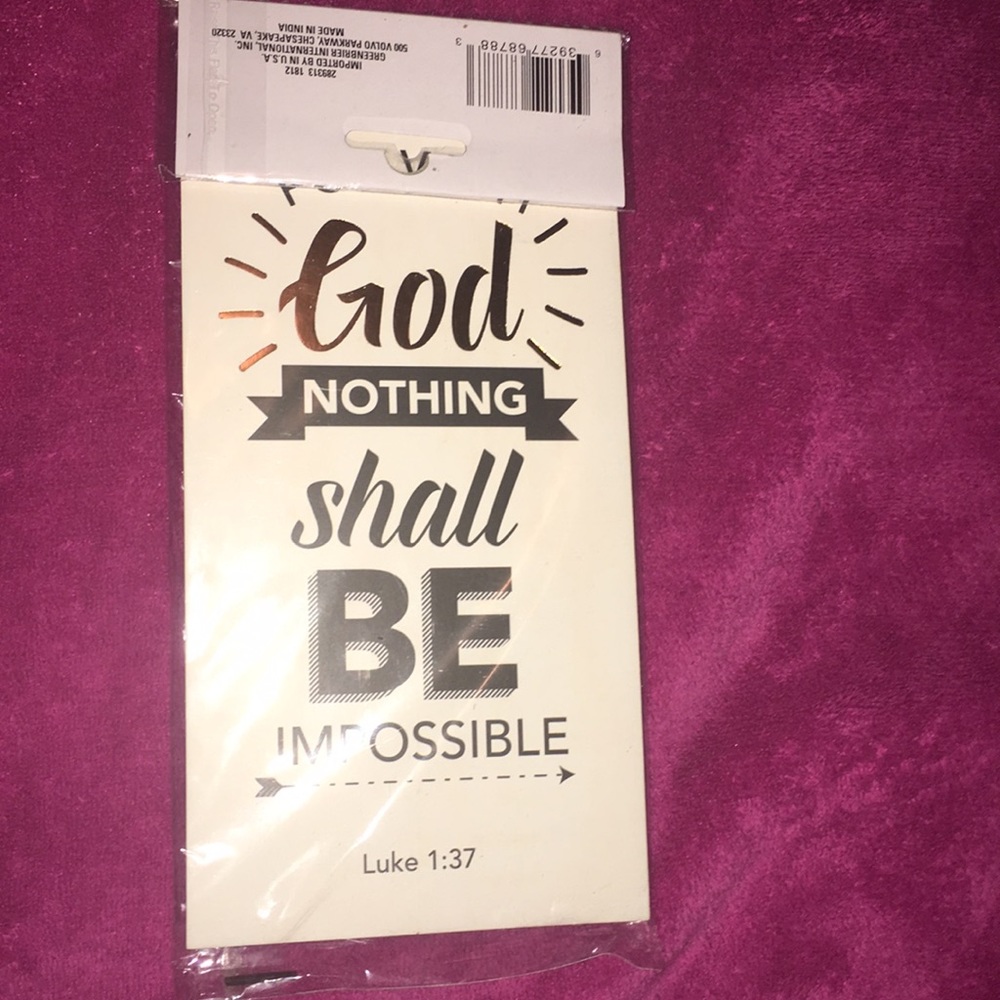 289313 1812
IMPORTED BY IN U.S.A.
GREENBRIER INTERNATIONAL, INC.
500 VOLVO PARKWAY, CHESAPEAKE, VA 23320
MADE IN INDIA
6 39277 68788 3
God
NOTHING
shall
BE
IMPOSSIBLE
Luke 1:37